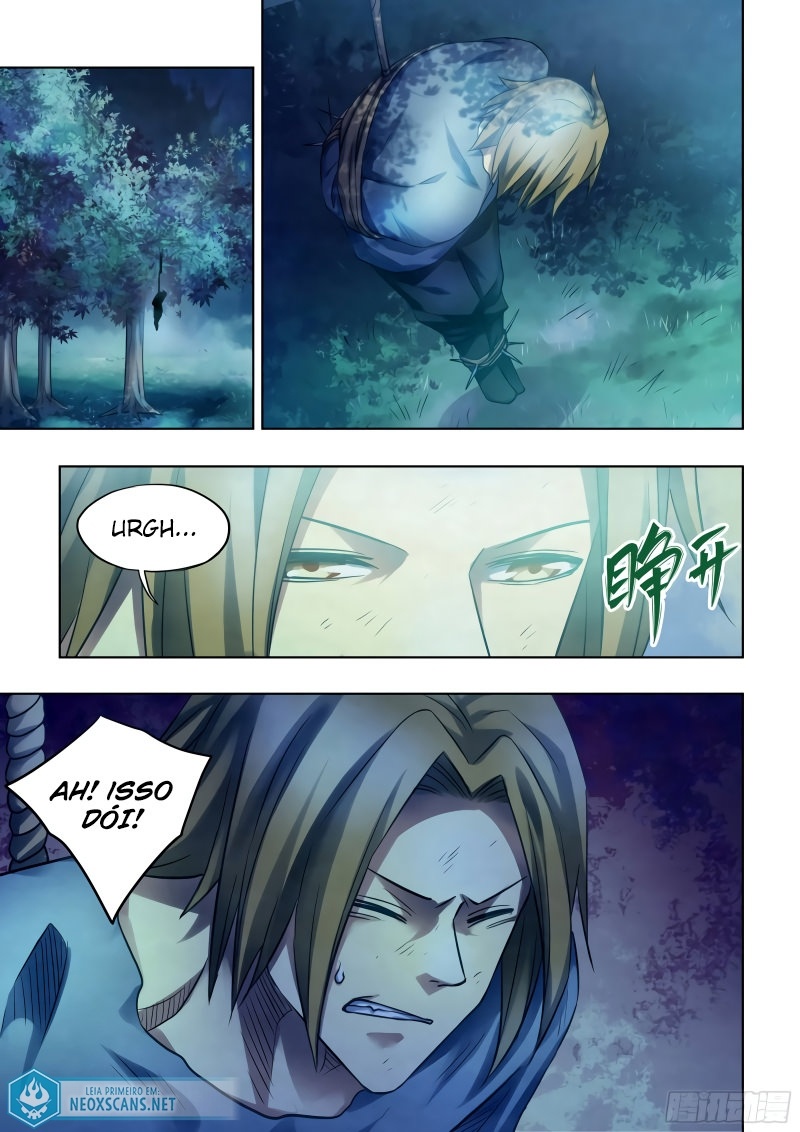 URGH...
睁开
AH! ISSO
DÓI!
LEIA PRIMEIRO EM:
NEOXSCANS.NET
腾讯动漫